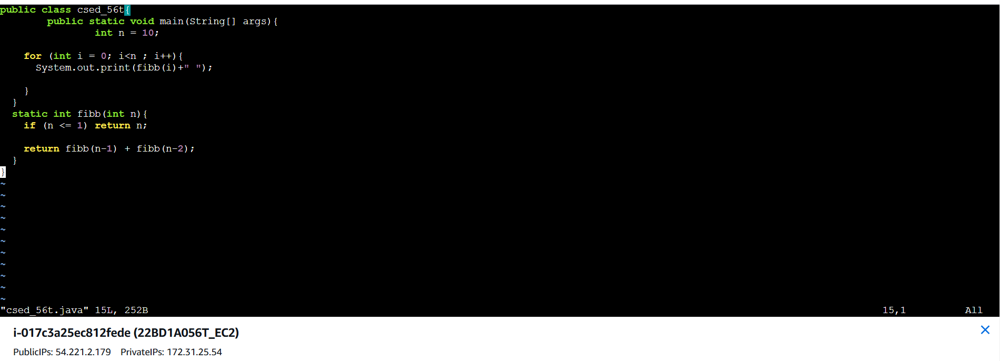 public class csed_56t{
public static void main(String[] args){
int n = 10;
for (int i = 0; i<n ; i++){
System.out.print(fibb(i)+" ");
}
}
static int fibb(int n){
if (n <= 1) return n;
return fibb(n-1) + fibb(n-2);
}
}
~
~
~
~
~
~
~
~
~
~
~
"csed_56t.java" 15L, 252B 15,1 All
i-017c3a25ec812fede (22BD1A056T_EC2)
PublicIPs: 54.221.2.179 PrivateIPs: 172.31.25.54